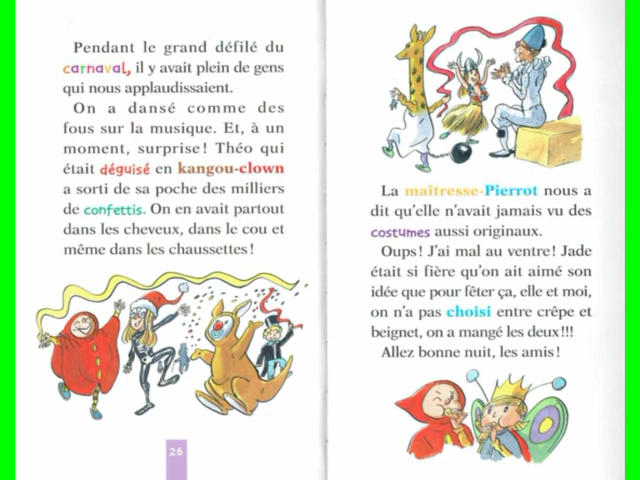 Pendant le grand défilé du
carnaval, il y avait plein de gens
qui nous applaudissaient.
On a dansé comme des
fous sur la musique. Et, à un
moment, surprise ! Théo qui
était déguisé en kangou-clown
a sorti de sa poche des milliers
de confettis. On en avait partout
dans les cheveux, dans le cou et
même dans les chaussettes !
26
La maîtresse-Pierrot nous a
dit qu'elle n'avait jamais vu des
costumes aussi originaux.
Oups ! J'ai mal au ventre ! Jade
était si fière qu'on ait aimé son
idée que pour fêter ça, elle et moi,
on n'a pas choisi entre crêpe et
beignet, on a mangé les deux !!!
Allez bonne nuit, les amis !